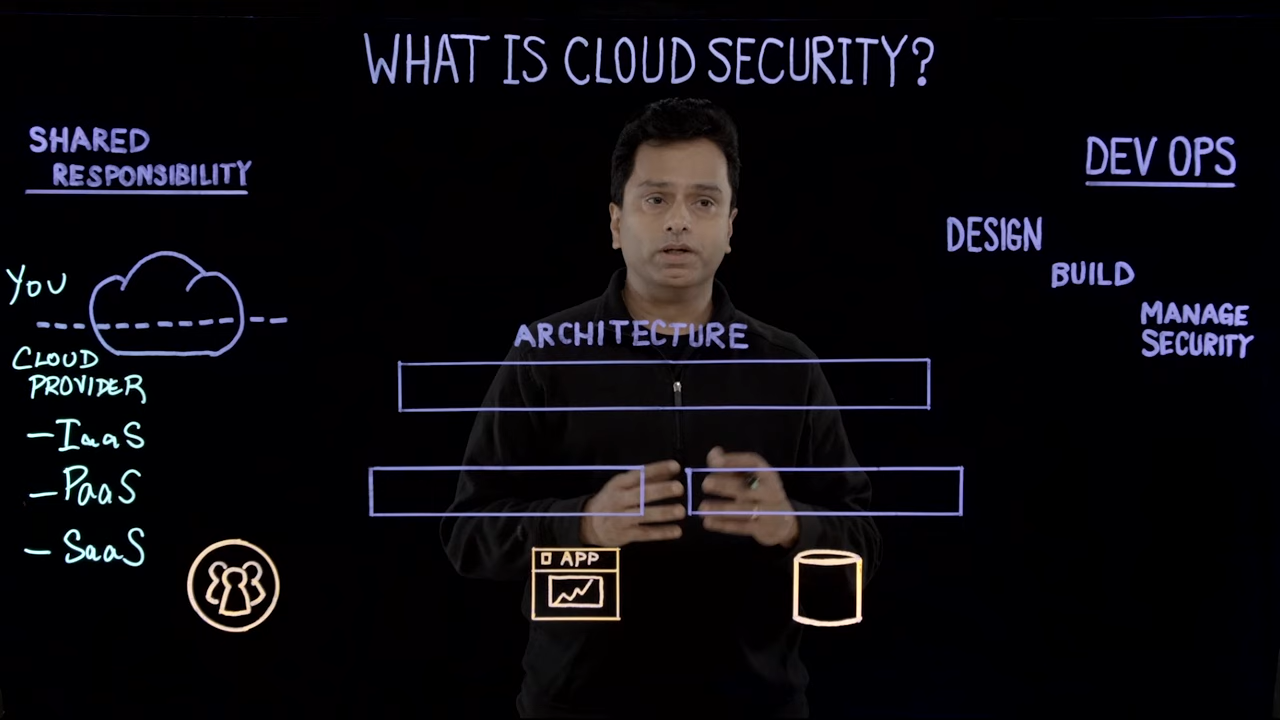 WHAT IS CLOUD SECURITY?
SHARED
RESPONSIBILITY
YOU
CLOUD
PROVIDER
- IaaS
- PaaS
- SaaS
ARCHITECTURE
APP
DEV OPS
DESIGN
BUILD
MANAGE
SECURITY